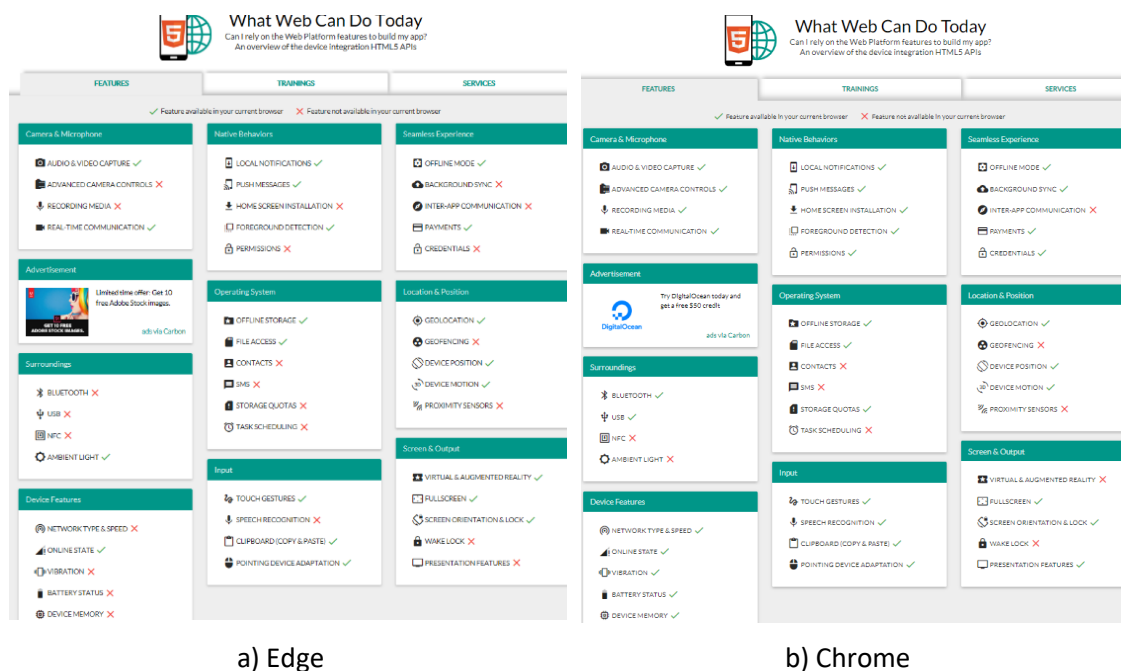 What Web Can Do Today
Can I rely on the Web Platform features to build my app?
An overview of the device integration HTML5 APIs
FEATURES
TRAININGS
SERVICES
Feature available in your current browser
Feature not available in your current browser
Camera & Microphone
AUDIO & VIDEO CAPTURE
ADVANCED CAMERA CONTROLS
RECORDING MEDIA
REAL-TIME COMMUNICATION
Advertisement
Limited time offer: Get 10
free Adobe Stock images.
GET 10 FREE
ADOBE STOCK IMAGES.
ads via Carbon
Surroundings
BLUETOOTH
USB
NFC
AMBIENT LIGHT
Device Features
NETWORK TYPE & SPEED
ONLINE STATE
VIBRATION
BATTERY STATUS
DEVICE MEMORY
Native Behaviors
LOCAL NOTIFICATIONS
PUSH MESSAGES
HOME SCREEN INSTALLATION
FOREGROUND DETECTION
PERMISSIONS
Operating System
OFFLINE STORAGE
FILE ACCESS
CONTACTS
SMS
STORAGE QUOTAS
TASK SCHEDULING
Input
TOUCH GESTURES
SPEECH RECOGNITION
CLIPBOARD (COPY & PASTE)
POINTING DEVICE ADAPTATION
Seamless Experience
OFFLINE MODE
BACKGROUND SYNC
INTER-APP COMMUNICATION
PAYMENTS
CREDENTIALS
Location & Position
GEOLOCATION
GEOFENCING
DEVICE POSITION
DEVICE MOTION
PROXIMITY SENSORS
Screen & Output
VIRTUAL & AUGMENTED REALITY
FULLSCREEN
SCREEN ORIENTATION & LOCK
WAKE LOCK
PRESENTATION FEATURES
a) Edge
What Web Can Do Today
Can I rely on the Web Platform features to build my app?
An overview of the device integration HTML5 APIs
FEATURES
TRAININGS
SERVICES
Feature available in your current browser
Feature not available in your current browser
Camera & Microphone
AUDIO & VIDEO CAPTURE
ADVANCED CAMERA CONTROLS
RECORDING MEDIA
REAL-TIME COMMUNICATION
Advertisement
DigitalOcean
Try DigitalOcean today and
get a free $50 credit
ads via Carbon
Surroundings
BLUETOOTH
USB
NFC
AMBIENT LIGHT
Device Features
NETWORK TYPE & SPEED
ONLINE STATE
VIBRATION
BATTERY STATUS
DEVICE MEMORY
Native Behaviors
LOCAL NOTIFICATIONS
PUSH MESSAGES
HOME SCREEN INSTALLATION
FOREGROUND DETECTION
PERMISSIONS
Operating System
OFFLINE STORAGE
FILE ACCESS
CONTACTS
SMS
STORAGE QUOTAS
TASK SCHEDULING
Input
TOUCH GESTURES
SPEECH RECOGNITION
CLIPBOARD (COPY & PASTE)
POINTING DEVICE ADAPTATION
Seamless Experience
OFFLINE MODE
BACKGROUND SYNC
INTER-APP COMMUNICATION
PAYMENTS
CREDENTIALS
Location & Position
GEOLOCATION
GEOFENCING
DEVICE POSITION
DEVICE MOTION
PROXIMITY SENSORS
Screen & Output
VIRTUAL & AUGMENTED REALITY
FULLSCREEN
SCREEN ORIENTATION & LOCK
WAKE LOCK
PRESENTATION FEATURES
b) Chrome